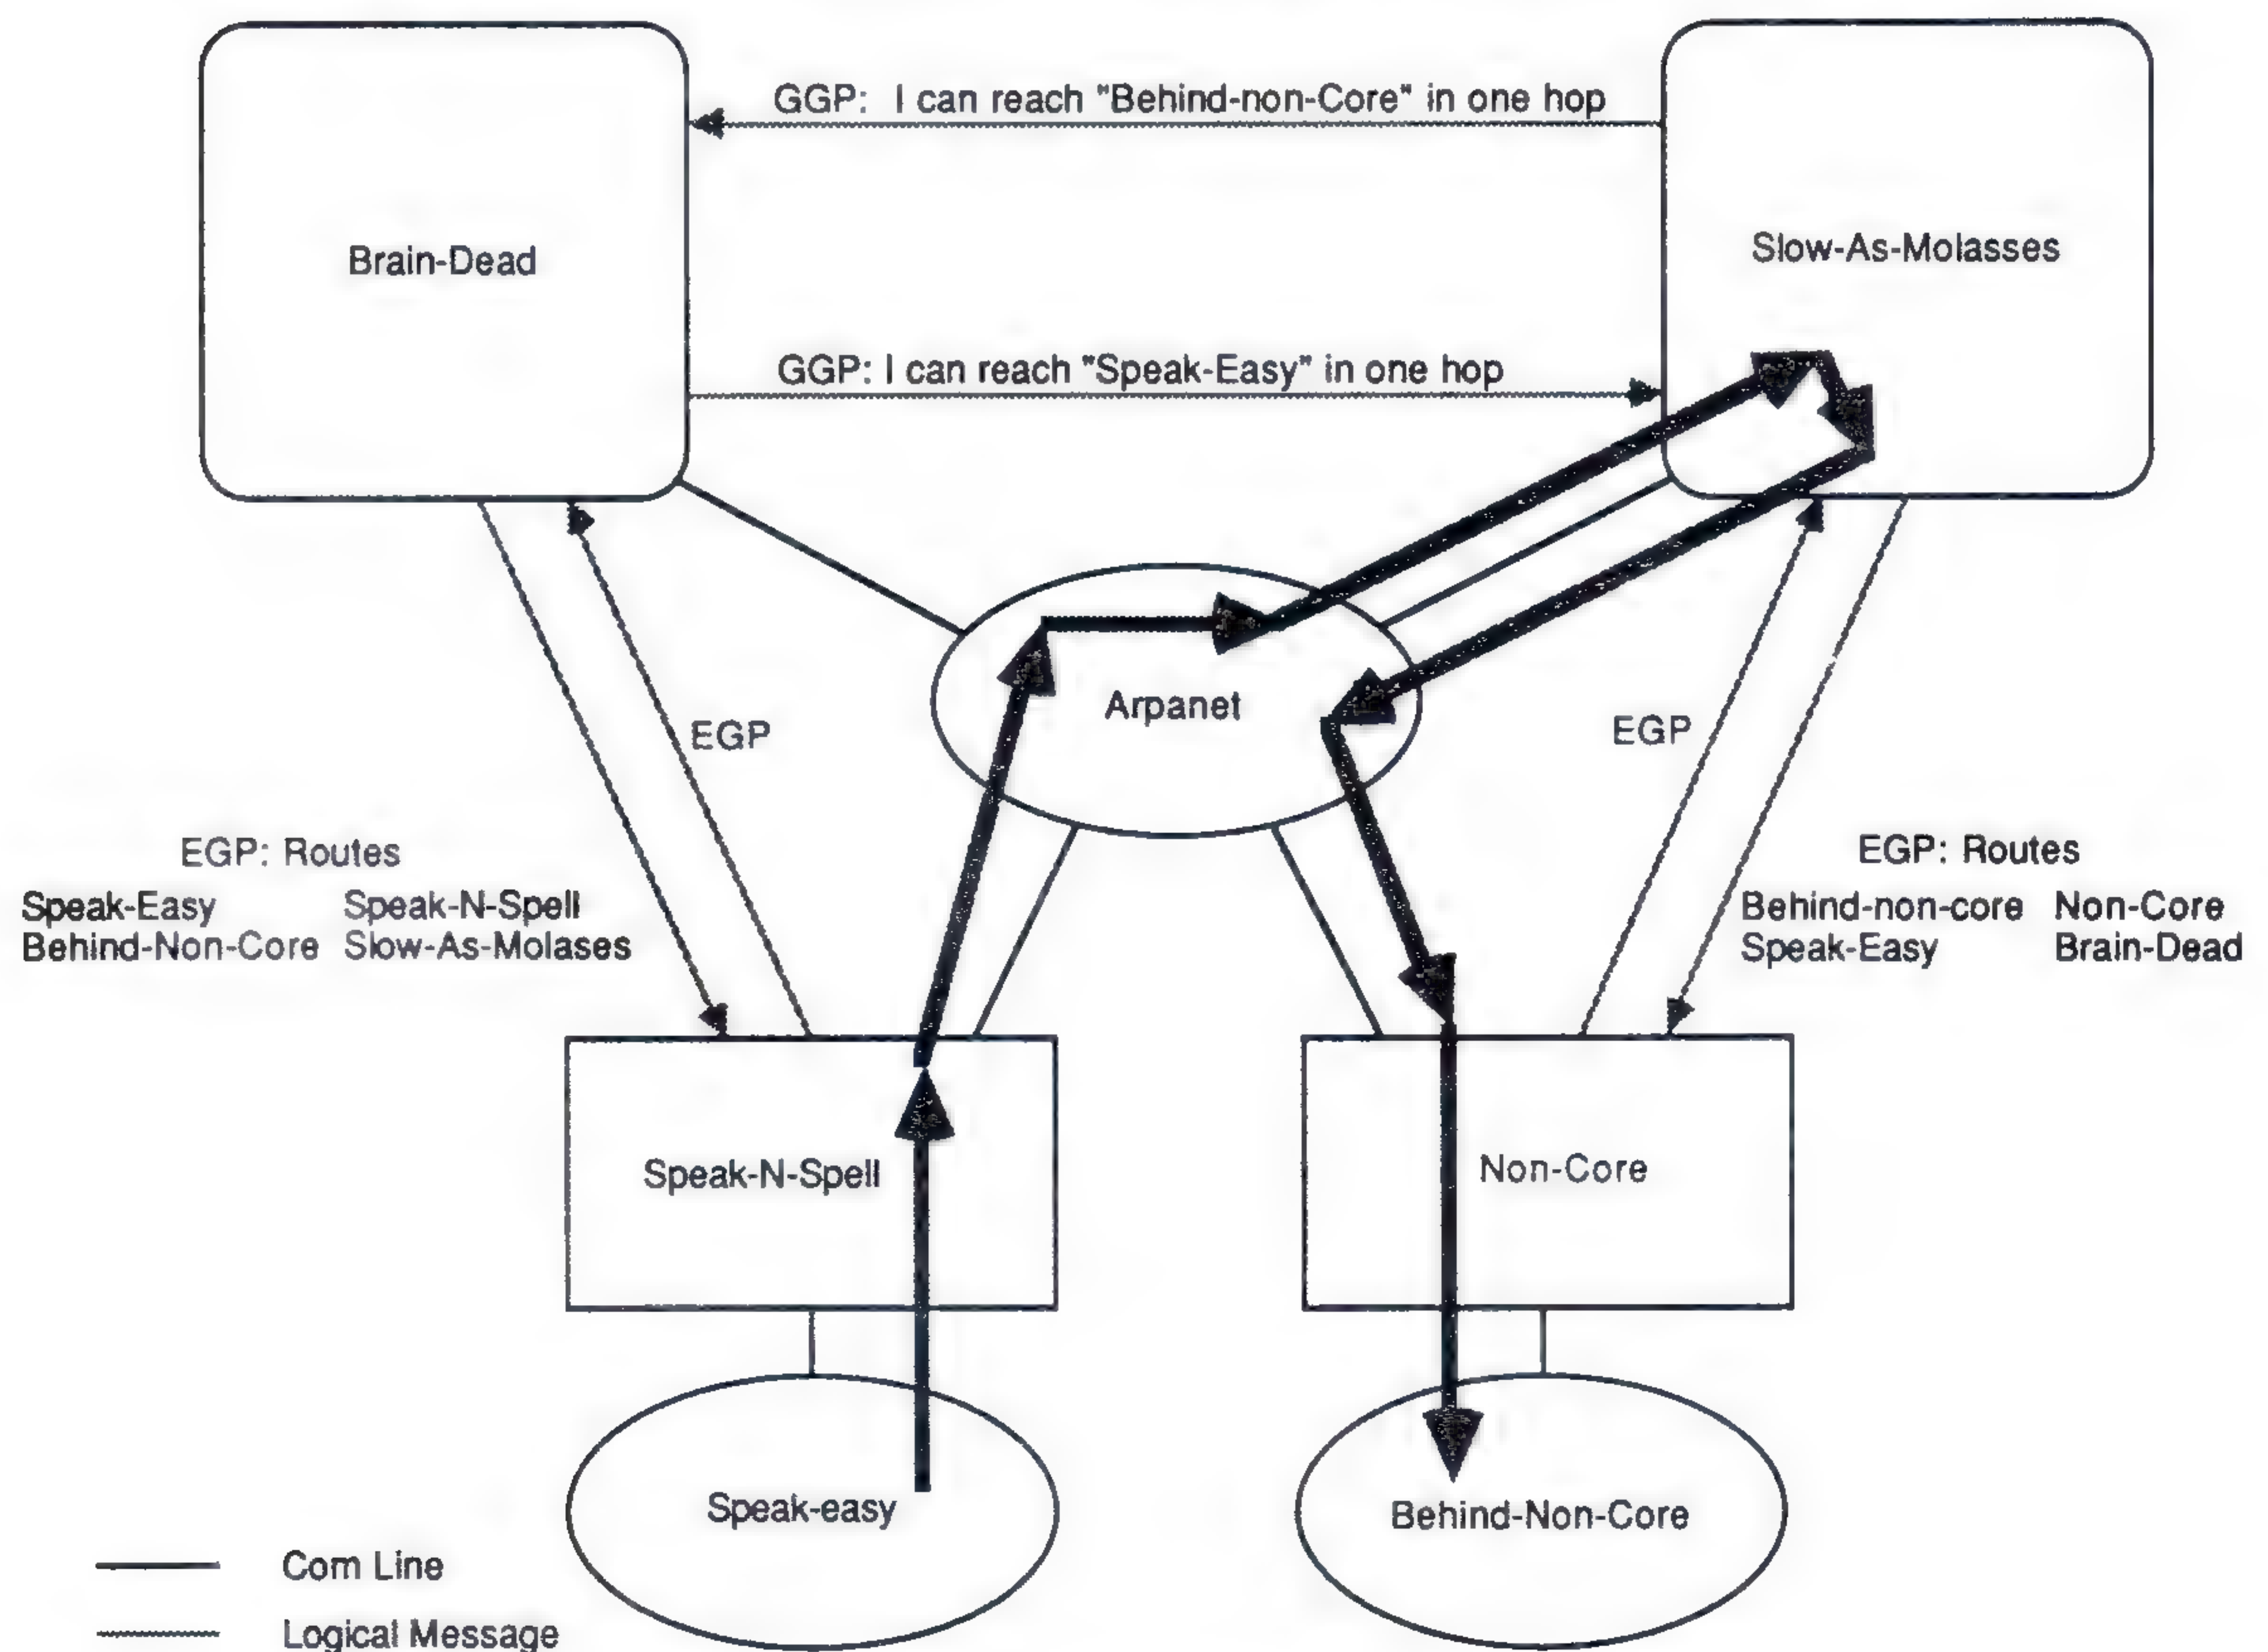 GGP: I can reach "Behind-non-Core" in one hop
Brain-Dead
Slow-As-Molasses
GGP: I can reach "Speak-Easy" in one hop
Arpanet
EGP
EGP
EGP: Routes
Speak-Easy Speak-N-Spell
Behind-Non-Core Slow-As-Molases
EGP: Routes
Behind-non-core Non-Core
Speak-Easy Brain-Dead
Speak-N-Spell
Non-Core
Speak-easy
Behind-Non-Core
Com Line
Logical Message